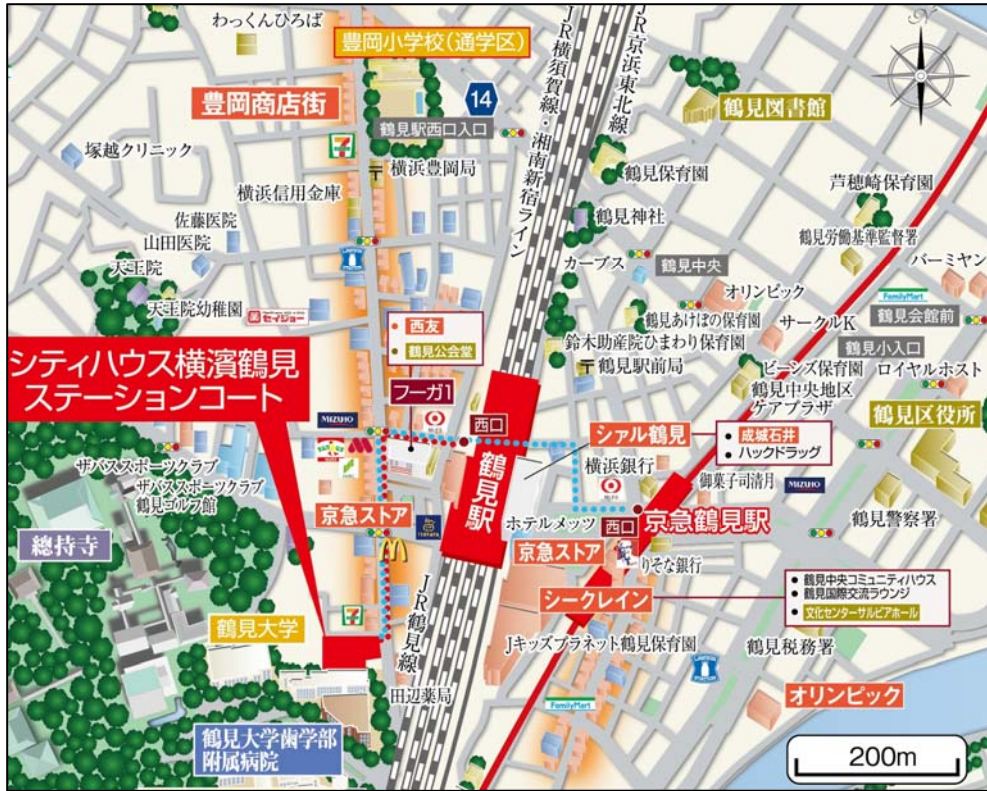 わっくんひろば
豊岡小学校(通学区)
JR横須賀線・湘南新宿ライン
JR京浜東北線
N
豊岡商店街
14
鶴見駅西口入口
鶴見図書館
塚越クリニック
7
横浜豊岡局
鶴見保育園
芦穂崎保育園
横浜信用金庫
佐藤医院
山田医院
鶴見神社
鶴見労働基準監督署
天王院
カーブス
鶴見中央
バーミヤン
LAWSON
天王院幼稚園
セイジョー
オリンピック
FamilyMart
鶴見会館前
西友
鶴見公会堂
鶴見あけぼの保育園
サークルK
鈴木助産院ひまわり保育園
鶴見小入口
シティハウス横濱鶴見
ステーションコート
鶴見駅前局
ビーンズ保育園
ロイヤルホスト
フーガ1
鶴見中央地区
ケアプラザ
鶴見区役所
MIZUHO
西口
シァル鶴見
成城石井
ハックドラッグ
鶴見駅
横浜銀行
ザバススポーツクラブ
ザバススポーツクラブ
鶴見ゴルフ館
御菓子司清月
MIZUHO
京急ストア
ホテルメッツ
西口
京急鶴見駅
鶴見警察署
總持寺
京急ストア
りそな銀行
シークレイン
鶴見中央コミュニティハウス
鶴見国際交流ラウンジ
文化センターサルビアホール
JR鶴見線
7
鶴見大学
Jキッズプラネット鶴見保育園
鶴見税務署
LAWSON
田辺薬局
FamilyMart
オリンピック
鶴見大学歯学部
附属病院
200m